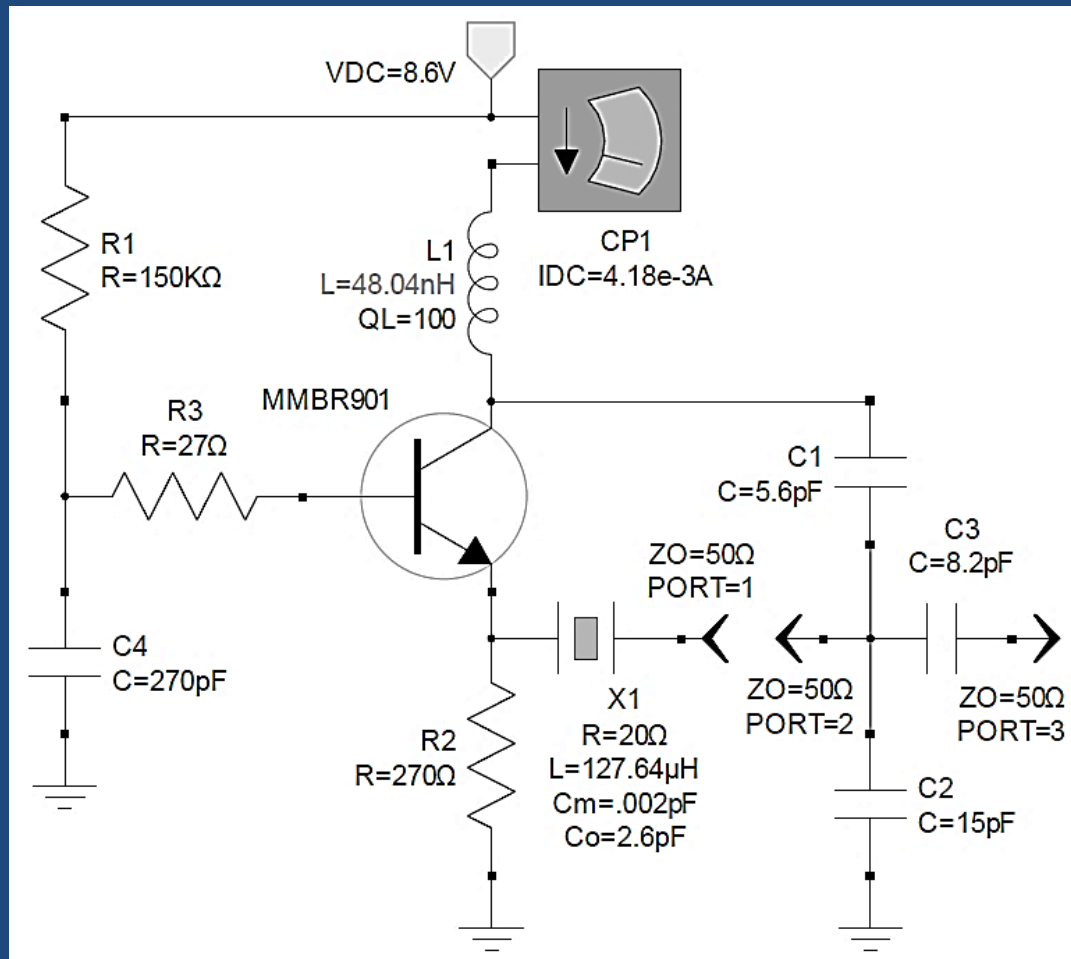 VDC=8.6V
R1
R=150KΩ
L1
L=48.04nH
QL=100
CP1
IDC=4.18e-3A
MMBR901
R3
R=27Ω
C1
C=5.6pF
C3
C=8.2pF
ZO=50Ω
PORT=1
ZO=50Ω
PORT=2
ZO=50Ω
PORT=3
C4
C=270pF
R2
R=270Ω
X1
R=20Ω
L=127.64µH
Cm=.002pF
Co=2.6pF
C2
C=15pF